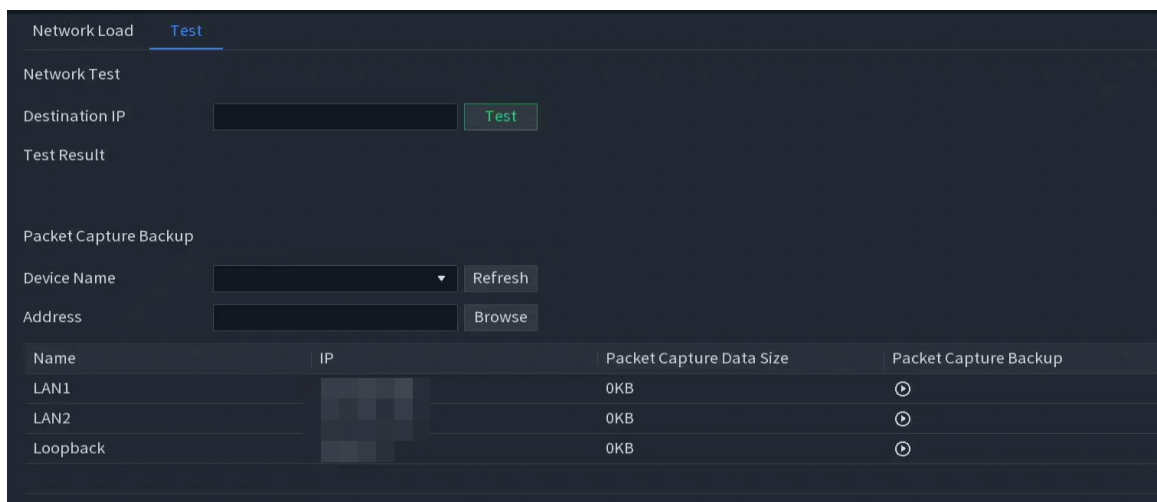 Network Load Test
Network Test
Destination IP Test
Test Result
Packet Capture Backup
Device Name Refresh
Address Browse
Name IP Packet Capture Data Size Packet Capture Backup
LAN1 0KB
LAN2 0KB
Loopback 0KB